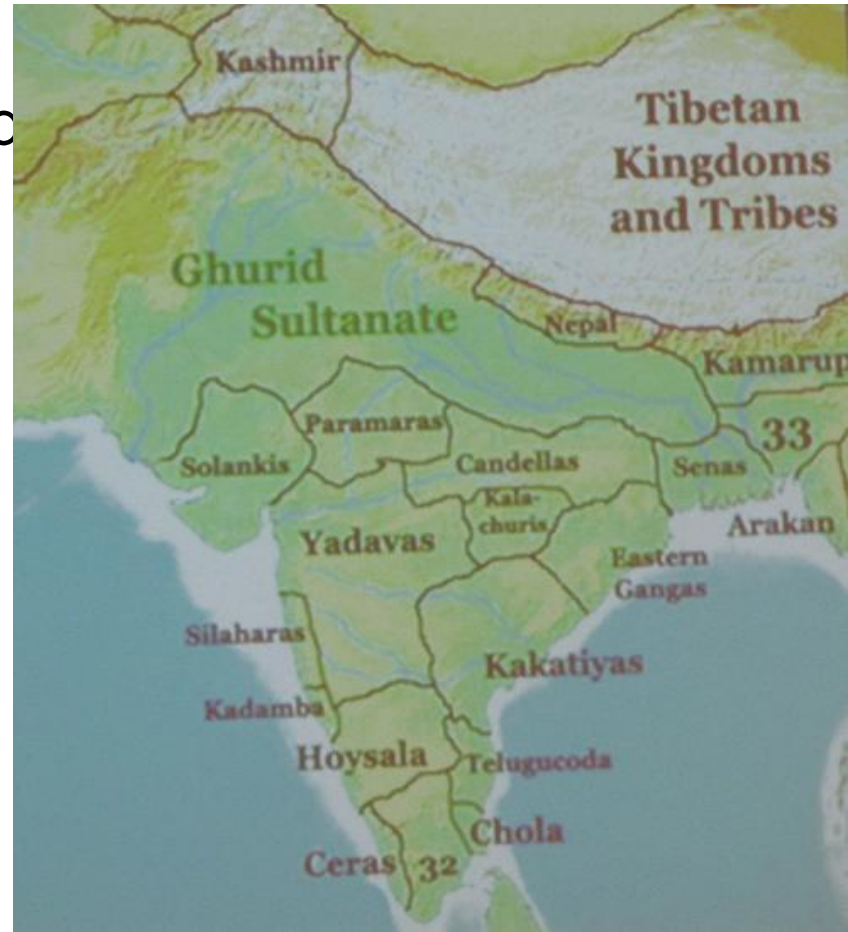 Kashmir
Tibetan
Kingdoms
and Tribes
Ghurid
Sultanate
Nepal
Kamarup
Paramaras
33
Solankis
Candellas
Senas
Kala-
churis
Arakan
Yadavas
Eastern
Gangas
Silaharas
Kakatiyas
Kadamba
Hoysala
Telugucoda
Chola
Ceras
32